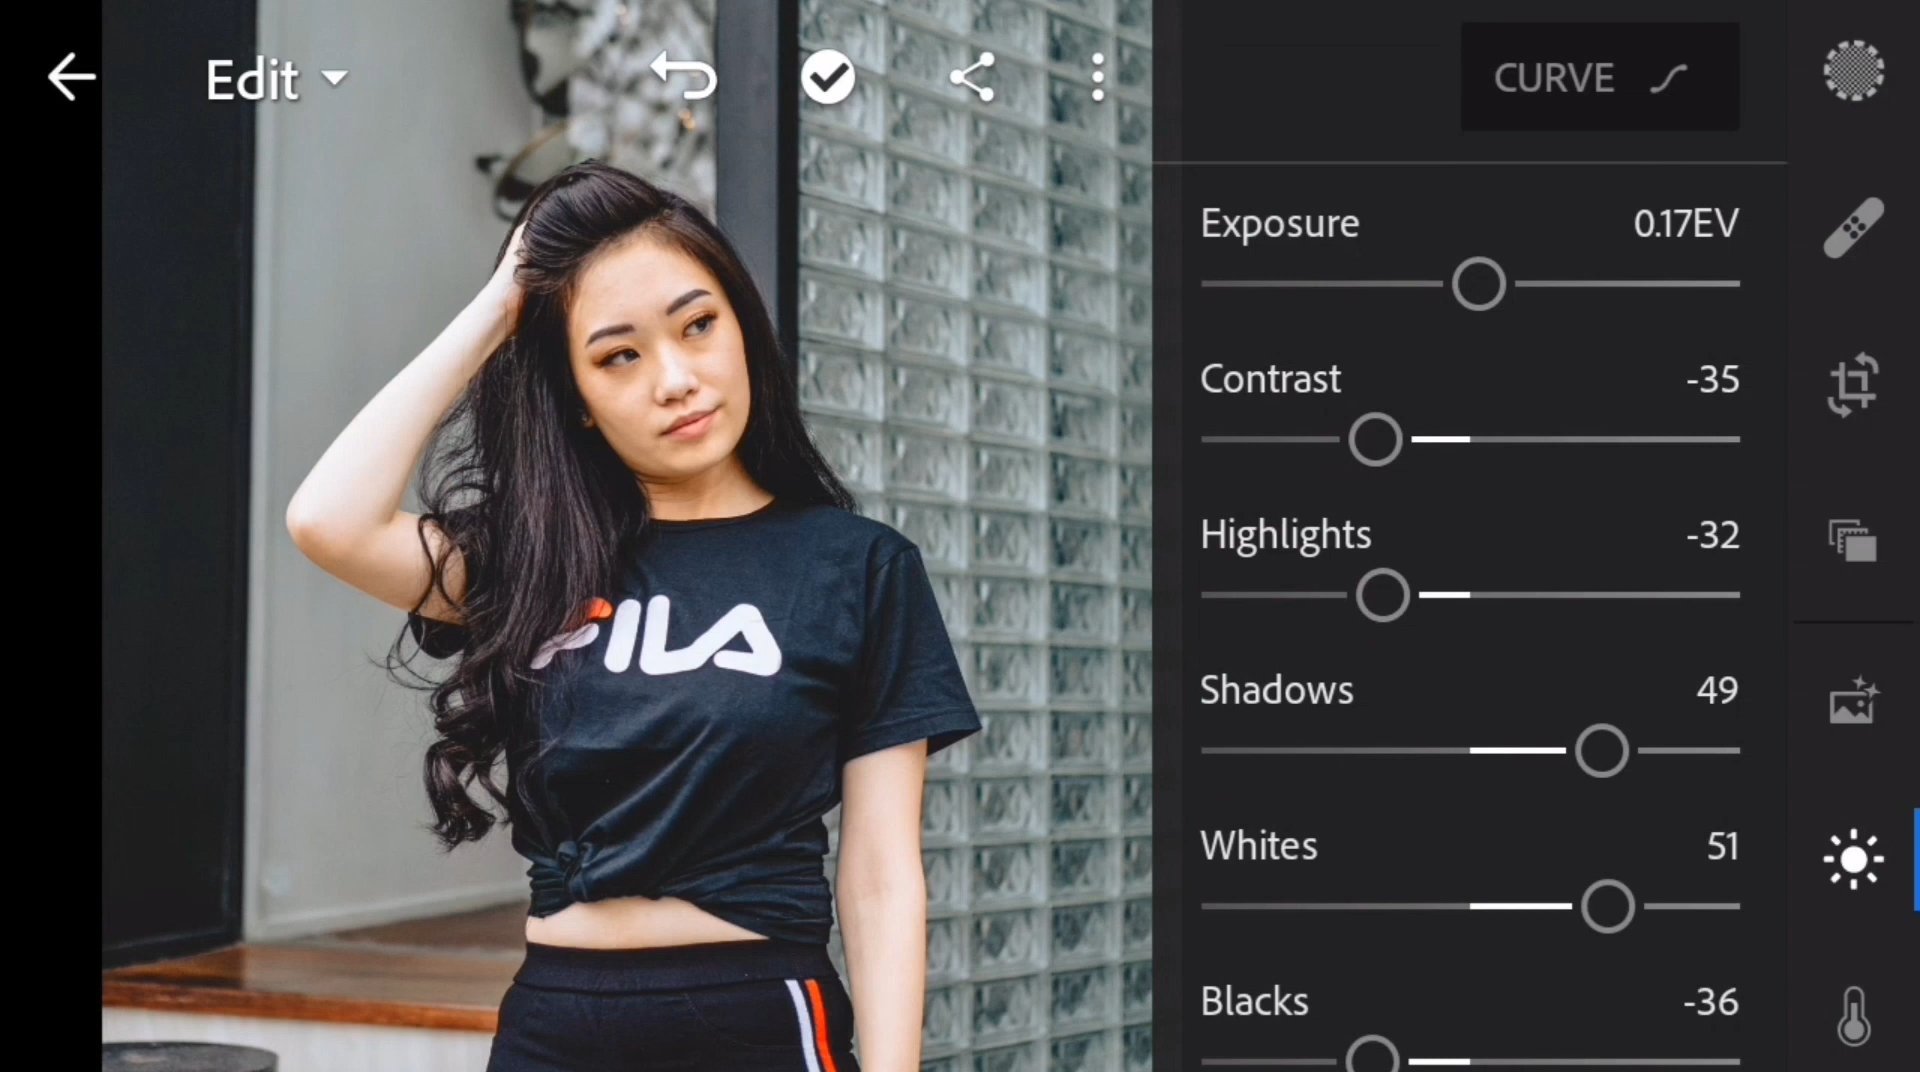 Edit
CURVE
Exposure 0.17EV
Contrast -35
Highlights -32
FILA
Shadows 49
Whites 51
Blacks -36